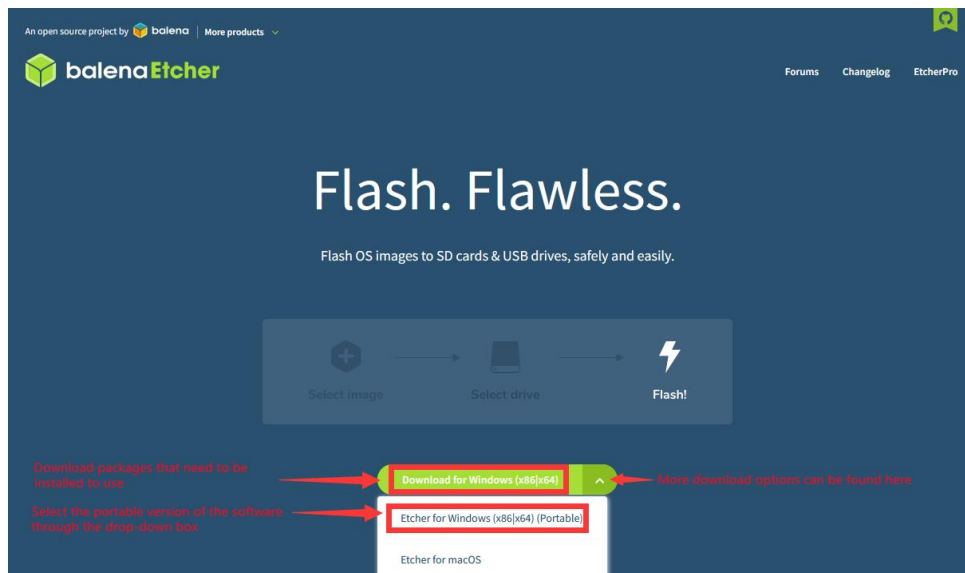 An open source project by balena | More products
balenaEtcher
Forums Changelog EtcherPro
Flash. Flawless.
Flash OS images to SD cards & USB drives, safely and easily.
Select image Select drive Flash!
Download packages that need to be
installed to use
Download for Windows (x86|x64)
More download options can be found here
Select the portable version of the software
through the drop-down box
Etcher for Windows (x86|x64) (Portable)
Etcher for macOS